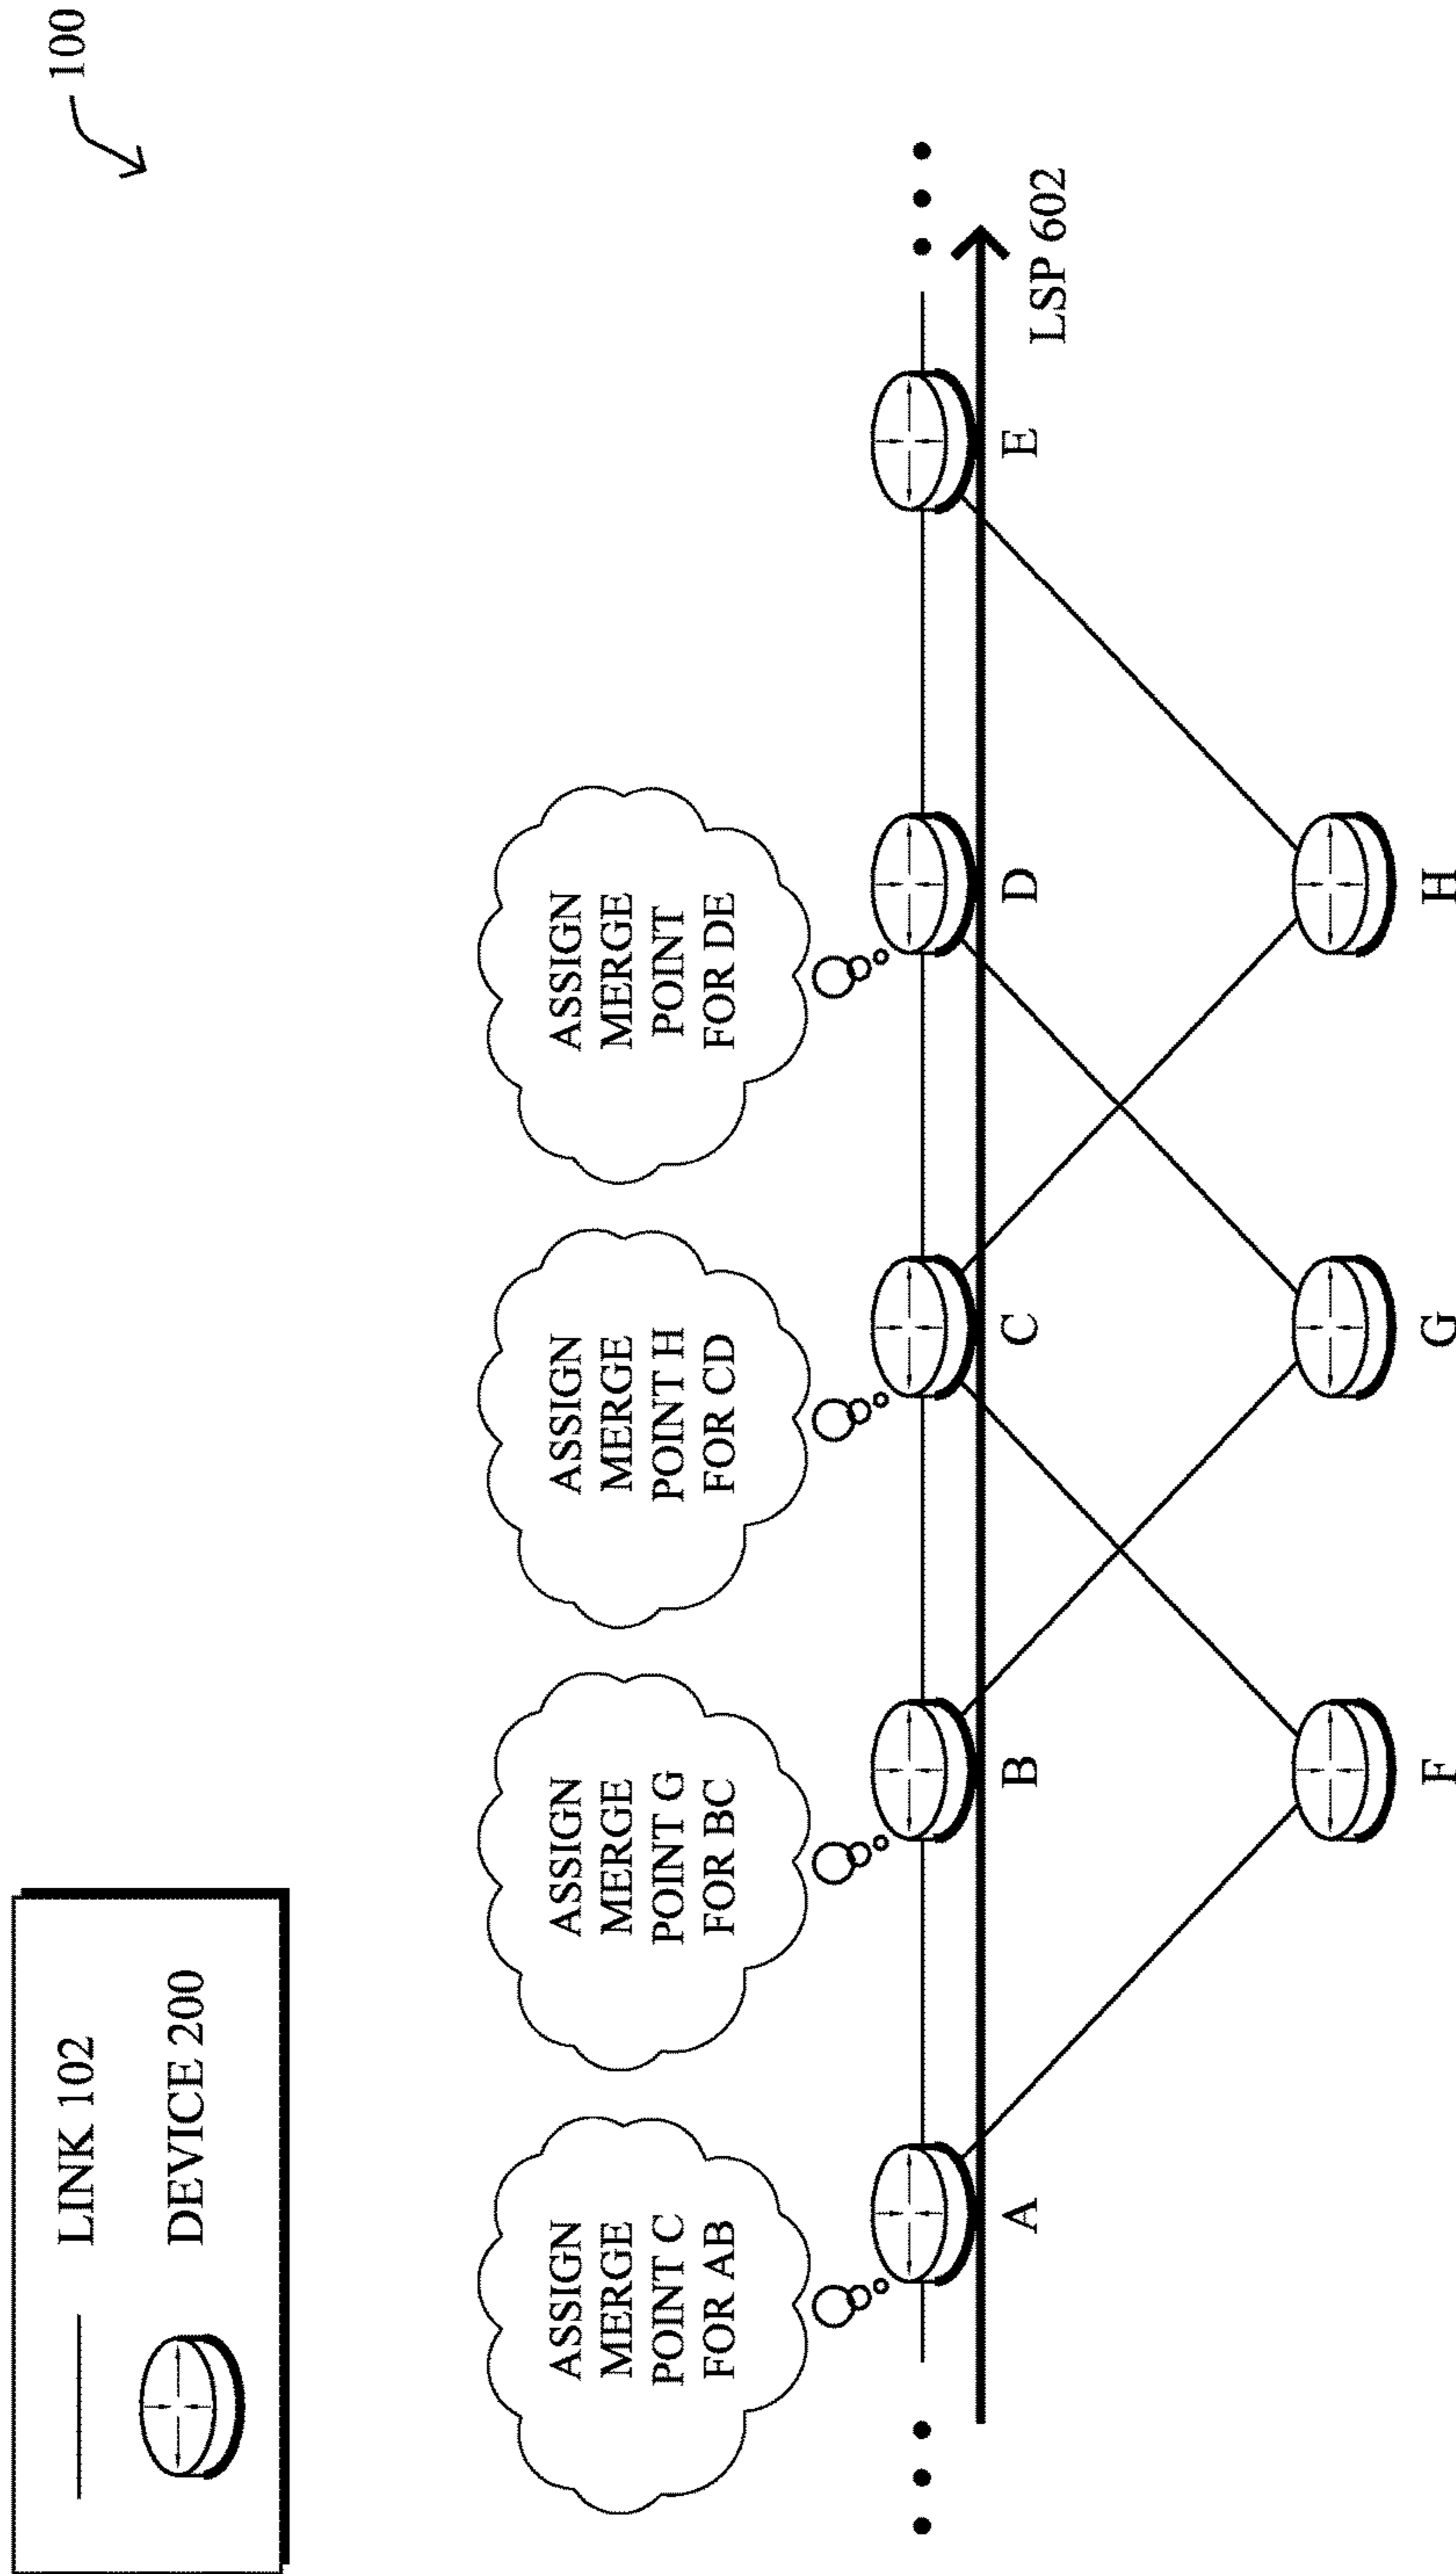 LINK 102
DEVICE 200
100
ASSIGN
MERGE
POINT C
FOR AB
ASSIGN
MERGE
POINT G
FOR BC
ASSIGN
MERGE
POINT H
FOR CD
ASSIGN
MERGE
POINT
FOR DE
A
B
C
D
E
LSP 602
F
G
H